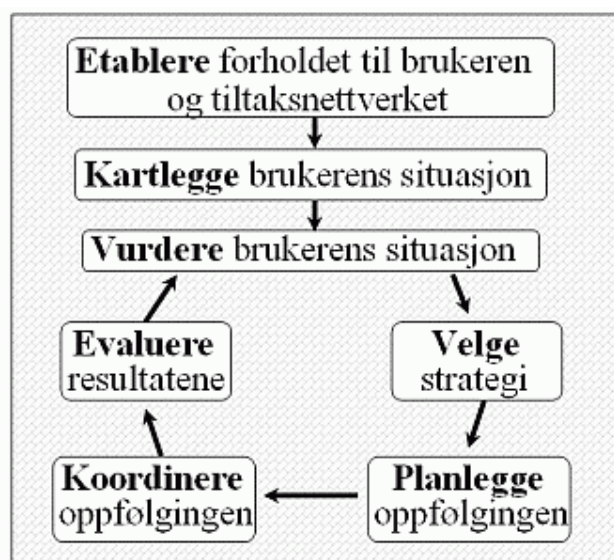 Etablere forholdet til brukeren
og tiltaksnettverket
Kartlegge brukerens situasjon
Vurdere brukerens situasjon
Evaluere
resultatene
Velge
strategi
Koordinere
oppfølgingen
Planlegge
oppfølgingen